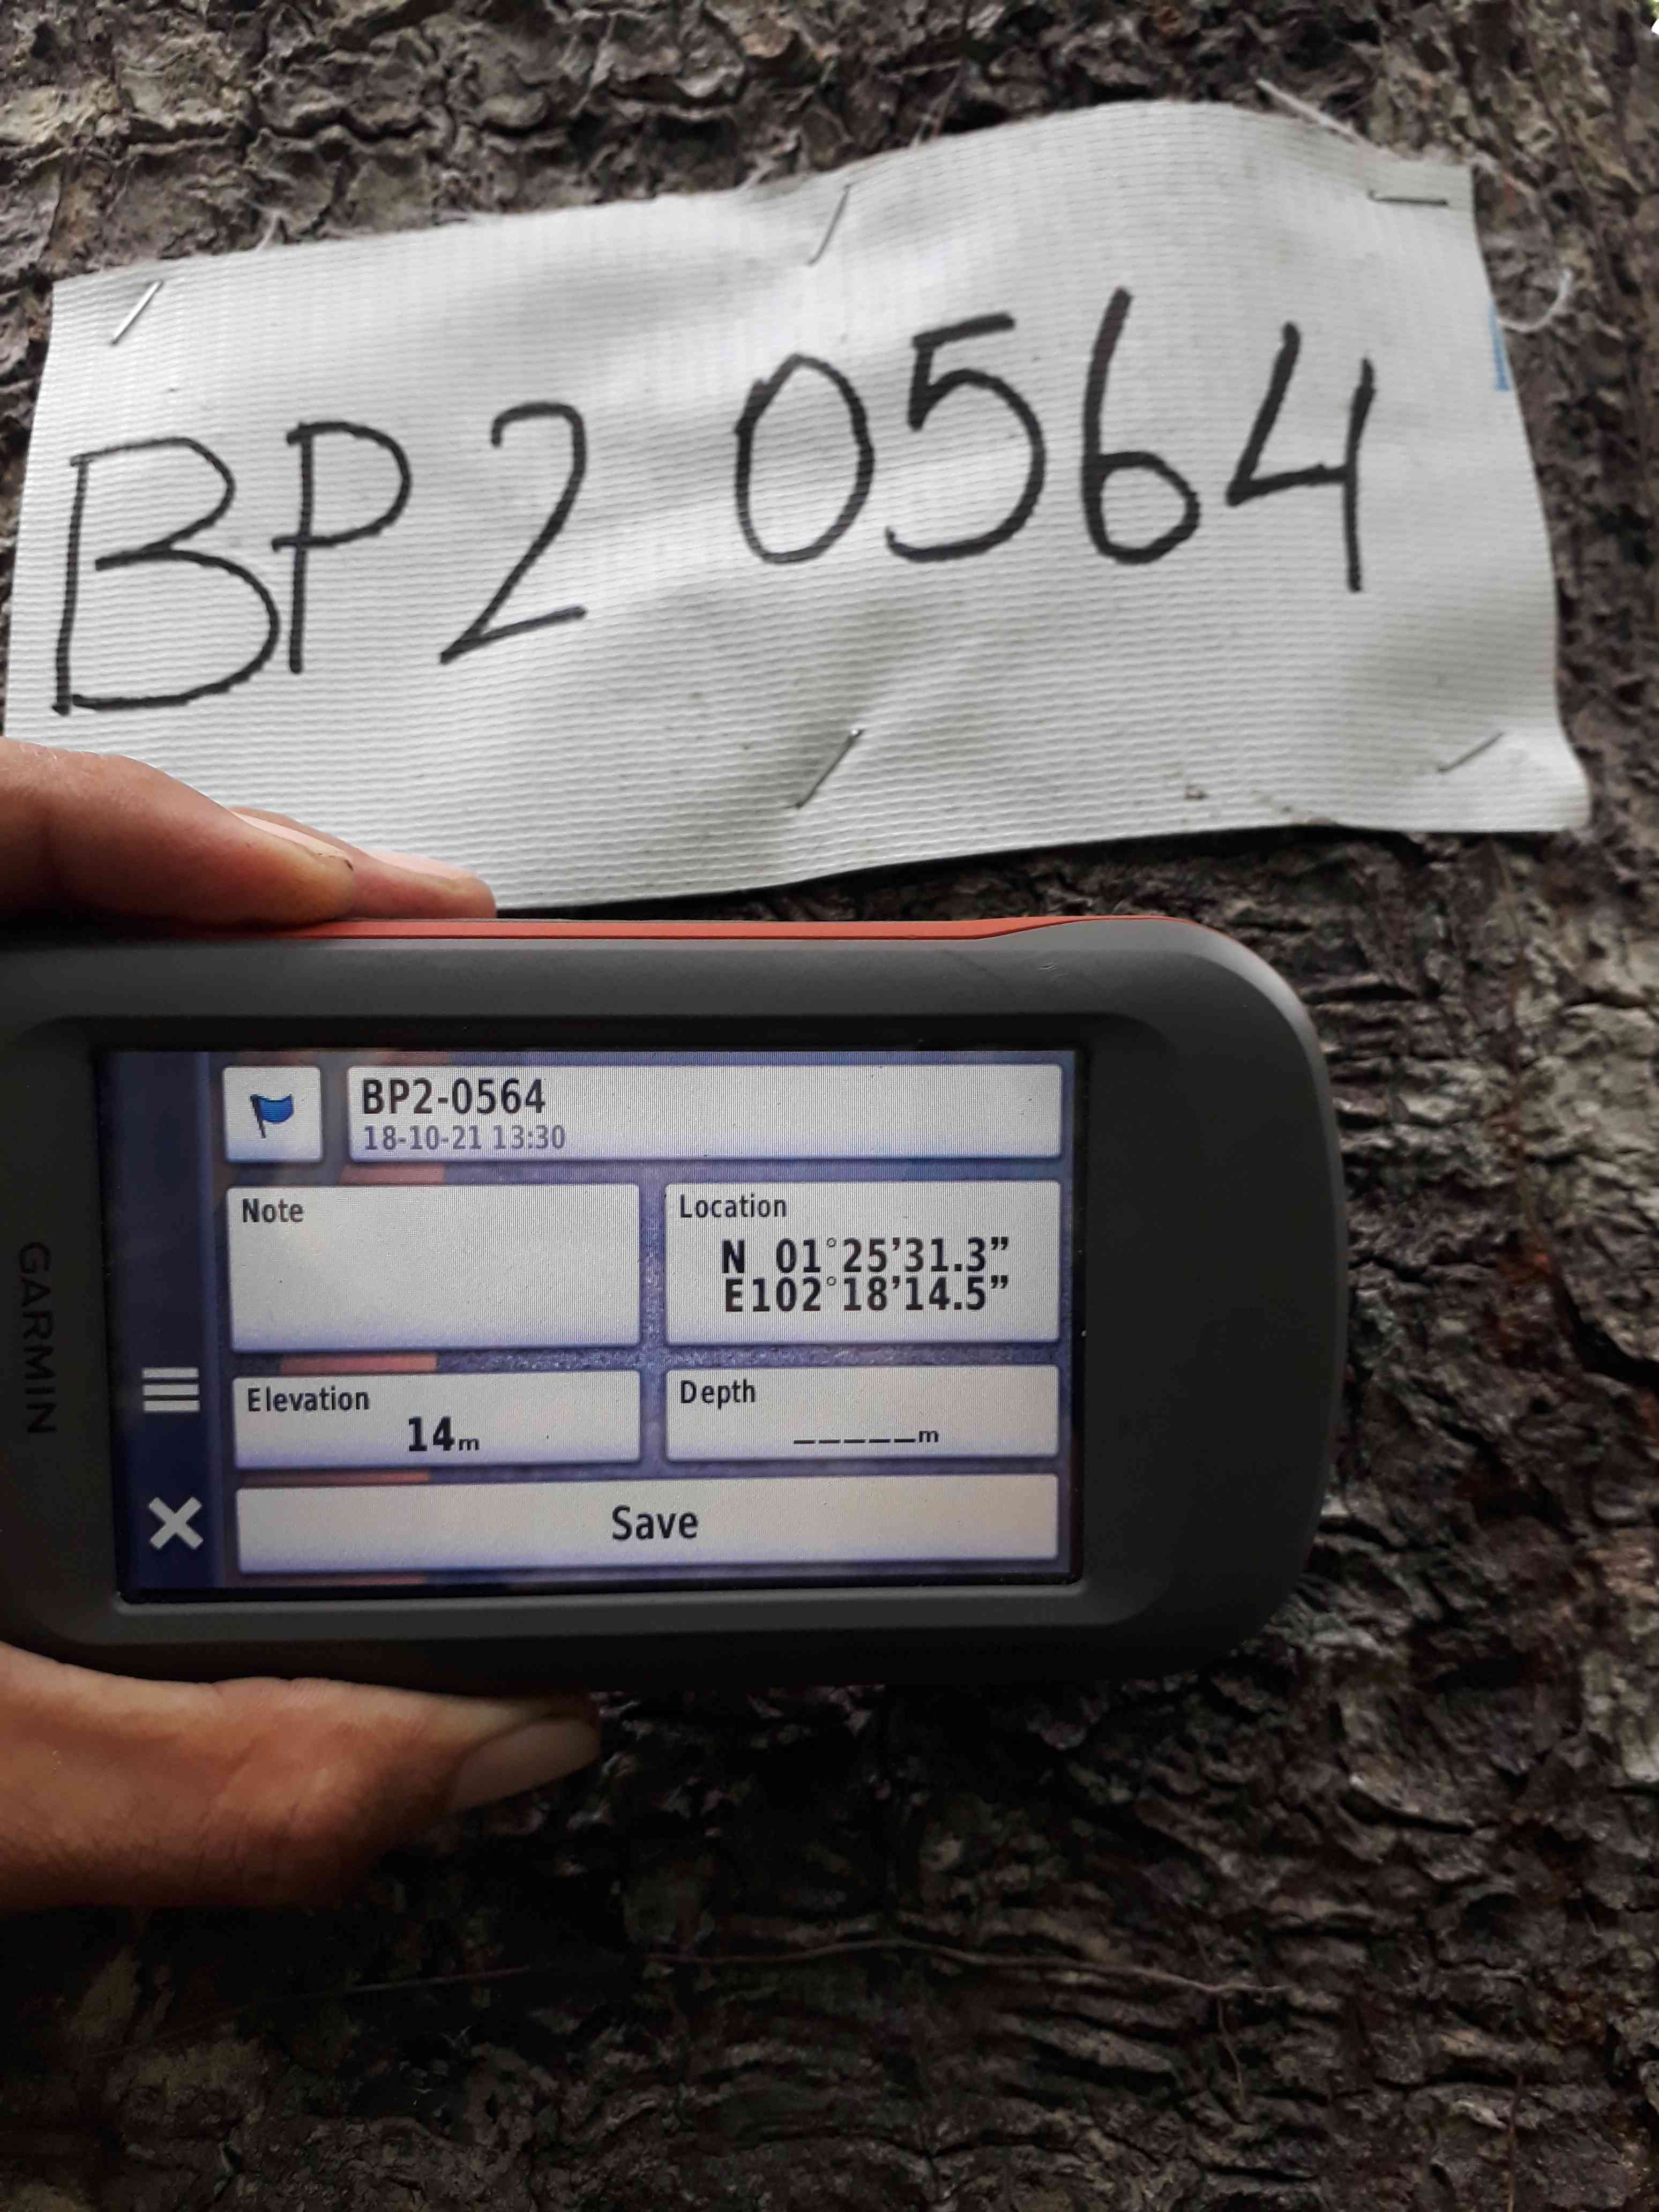 BP2 0564
GARMIN
BP2-0564
18-10-21 13:30
Note
Location
N 01°25'31.3"
E102°18'14.5"
Elevation
14m
Depth
_____m
Save